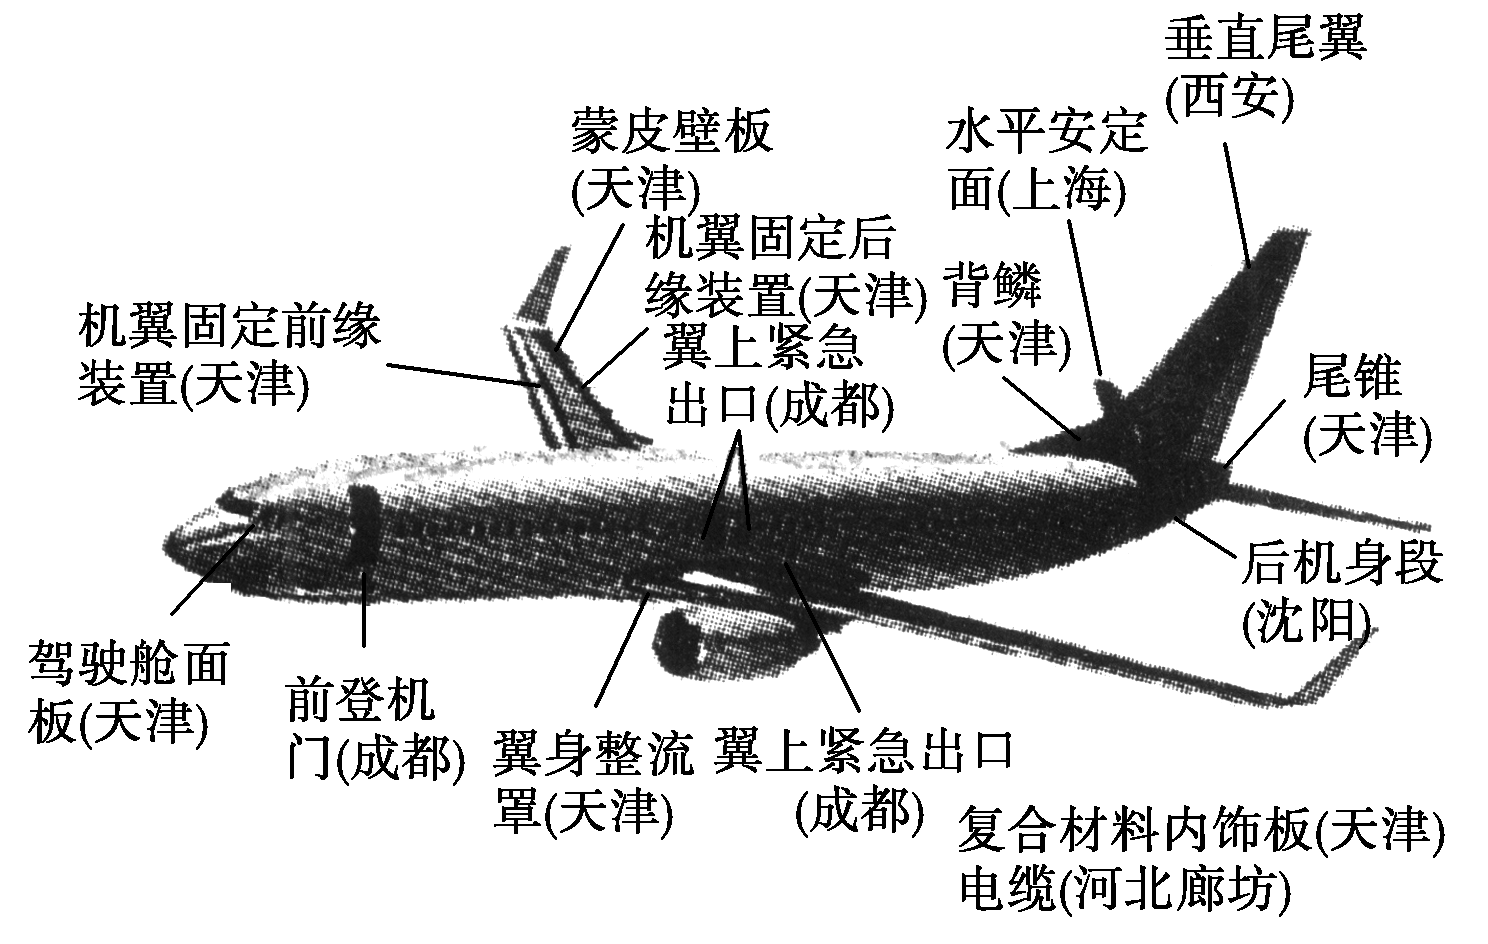 垂直尾翼
(西安)
蒙皮壁板
(天津)
水平安定
面(上海)
机翼固定后
缘装置(天津)
背鳞
(天津)
机翼固定前缘
装置(天津)
翼上紧急
出口(成都)
尾锥
(天津)
后机身段
(沈阳)
驾驶舱面
板(天津)
前登机
门(成都)
翼身整流
罩(天津)
翼上紧急出口
(成都)
复合材料内饰板(天津)
电缆(河北廊坊)